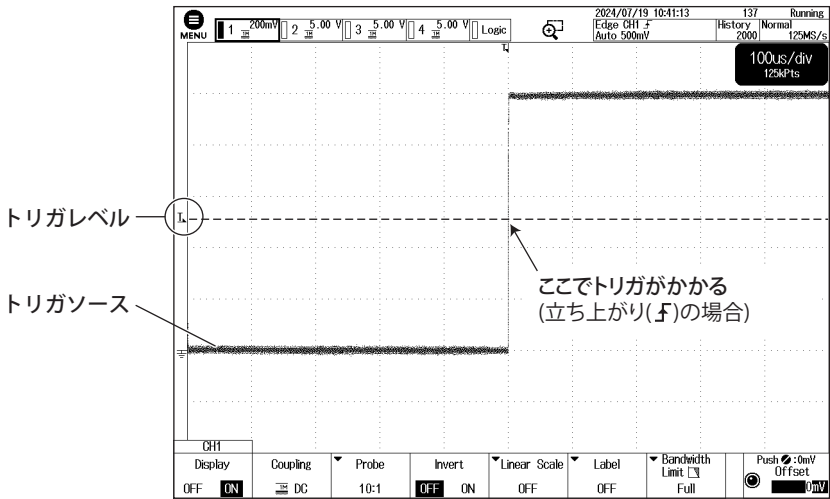 2024/07/19 10:41:13 137 Running
MENU 1 200mV 2 5.00 V 3 5.00 V 4 5.00 V Logic Edge CH1 History Normal
Auto 500mV 2000 125MS/s
100us/div
125kPts
トリガレベル
ここでトリガがかかる
(立ち上がり( )の場合)
トリガソース
CH1
Display Coupling Probe Invert Linear Scale Label Bandwidth Limit Push :0mV Offset
OFF ON DC 10:1 OFF ON OFF OFF Full 0mV